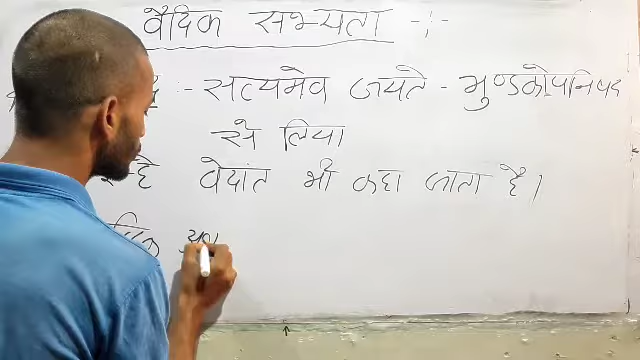 वैदिक सभ्यता -:-
:- सत्यमेव जयते - मुण्डकोपनिषद
से लिया
है वेदांत भी कहा जाता है।